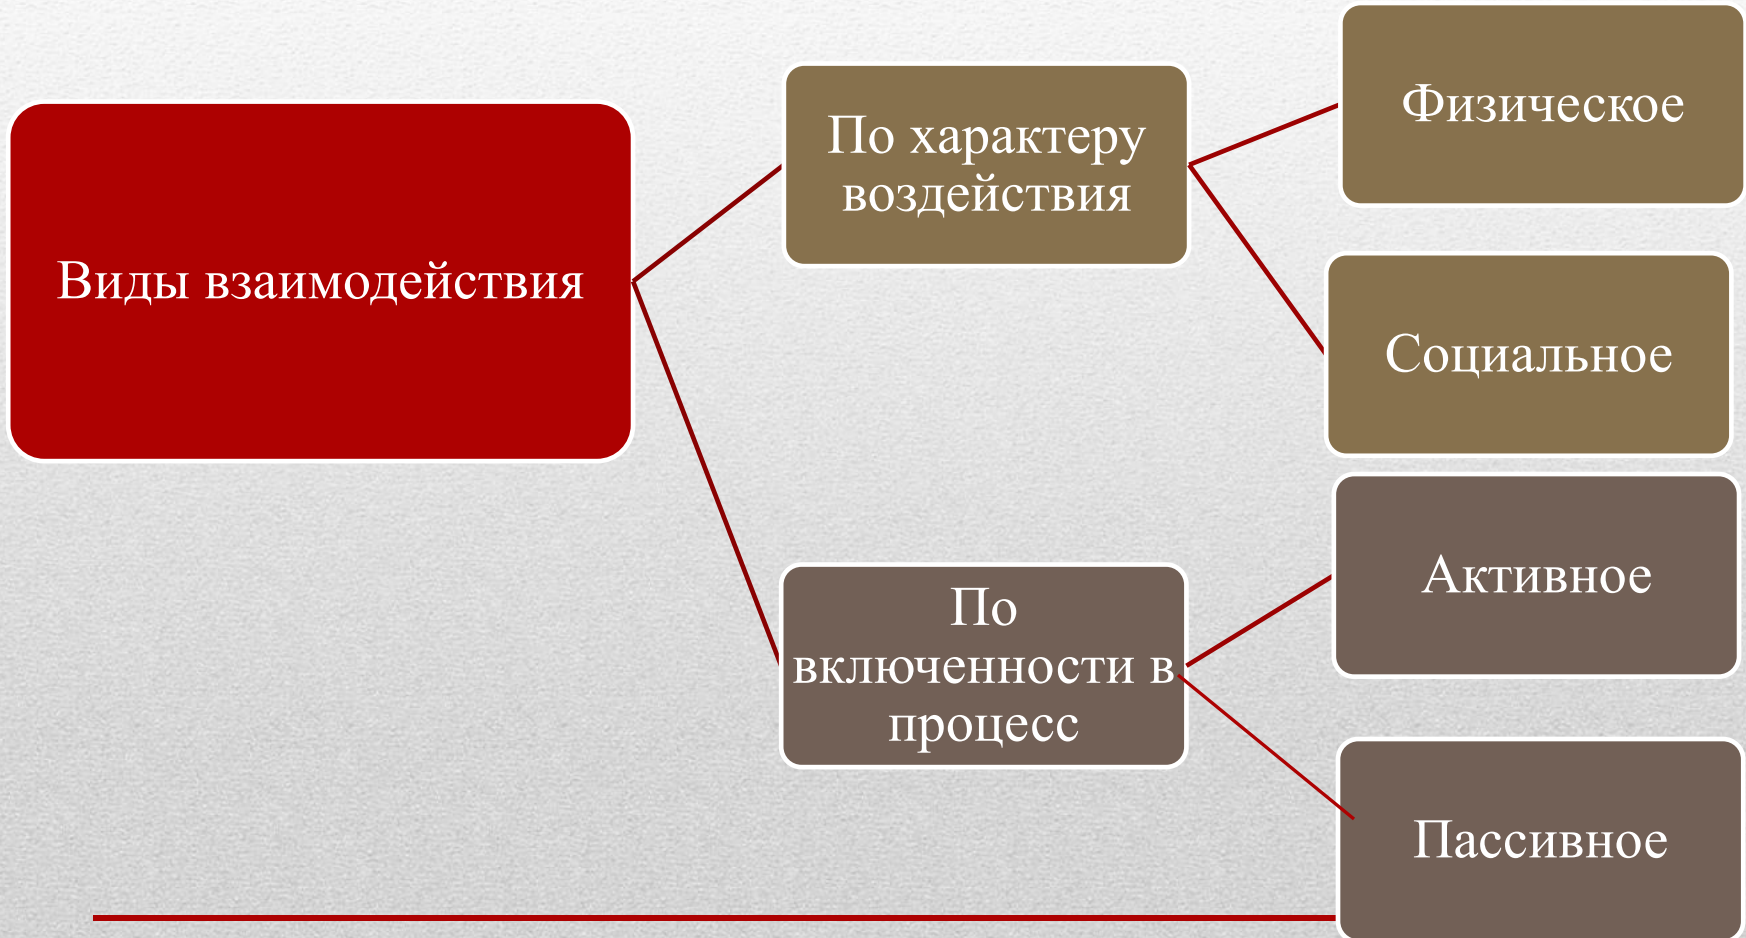 Виды взаимодействия
По характеру
воздействия
Физическое
Социальное
По
включенности в
процесс
Активное
Пассивное